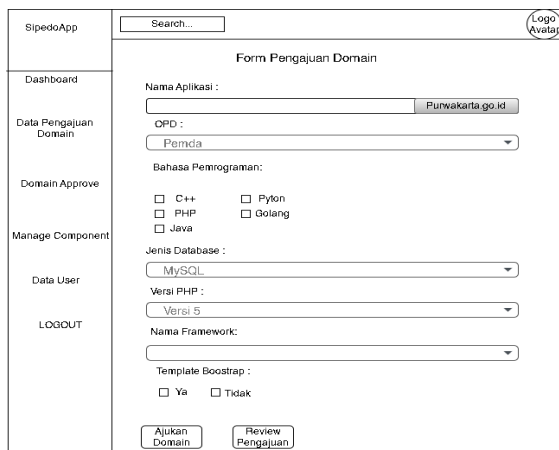 SipedoApp
Search...
Logo
Avatar
Form Pengajuan Domain
Dashboard
Data Pengajuan
Domain
Domain Approve
Manage Component
Data User
LOGOUT
Nama Aplikasi :
Purwakarta.go.id
OPD :
Pemda
Bahasa Pemrograman:
C++
Pyton
PHP
Golang
Java
Jenis Database :
MySQL
Versi PHP :
Versi 5
Nama Framework:
Template Boostrap :
Ya
Tidak
Ajukan
Domain
Review
Pengajuan